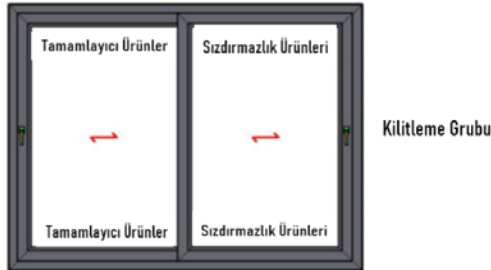 Tamamlayıcı Ürünler
Sızdırmazlık Ürünleri
Kilitleme Grubu
Tamamlayıcı Ürünler
Sızdırmazlık Ürünleri